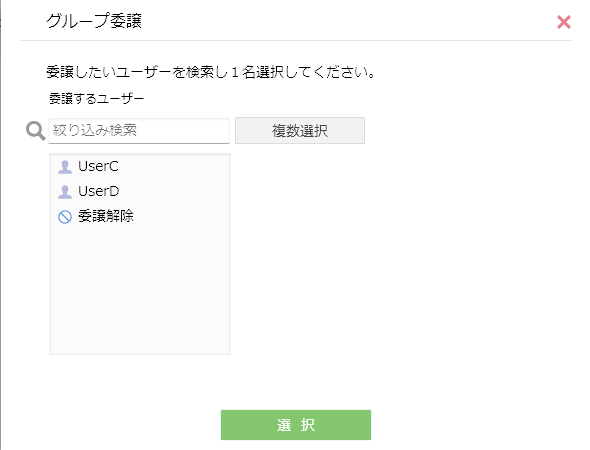 グループ委譲
委譲したいユーザーを検索し１名選択してください。
委譲するユーザー
絞り込み検索
複数選択
UserC
UserD
委譲解除
選 択